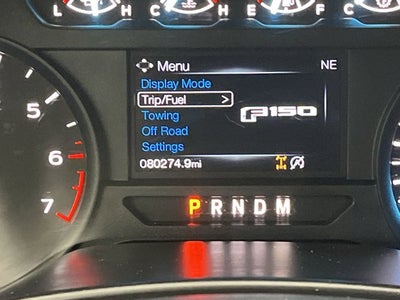 L H C H E F L H
Menu NE
Display Mode
Trip/Fuel >
Towing
F150
Off Road
Settings
080274.9mi
5
6
7
P R N D M